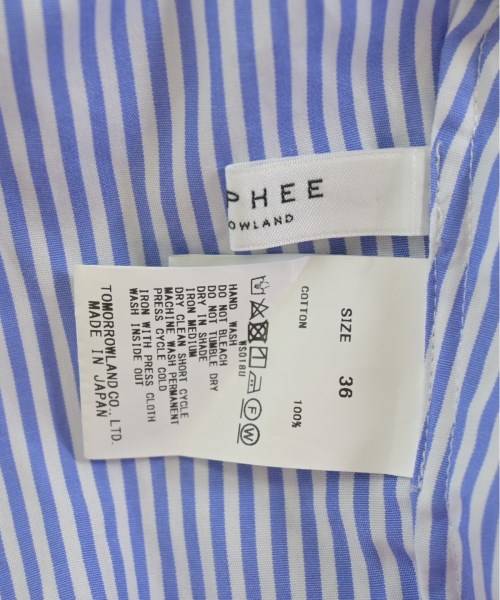 PHEE
ROWLAND
SIZE 36
COTTON 100%
WS018U
HAND WASH
DO NOT BLEACH
DO NOT TUMBLE DRY
DRY IN SHADE
IRON MEDIUM
DRY CLEAN SHORT CYCLE
MACHINE WASH PERMANENT
PRESS CYCLE COLD
IRON WITH PRESS CLOTH
WASH INSIDE OUT
TOMORROWLAND CO., LTD.
MADE IN JAPAN
F
W